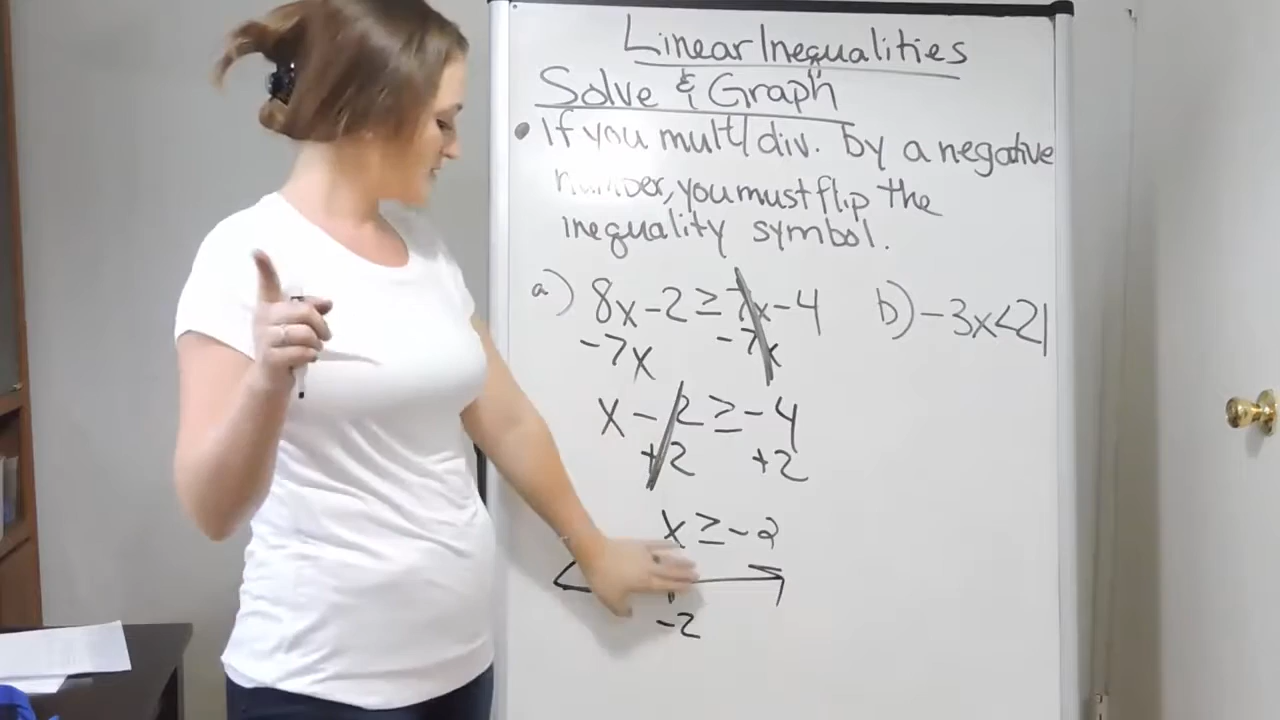 Linear Inequalities
Solve & Graph
• If you mult/div. by a negative
number, you must flip the
inequality symbol.
a) 8x-2≥7x-4
-7x -7x
x-2≥-4
+2 +2
x≥-2
-2
b) -3x<21